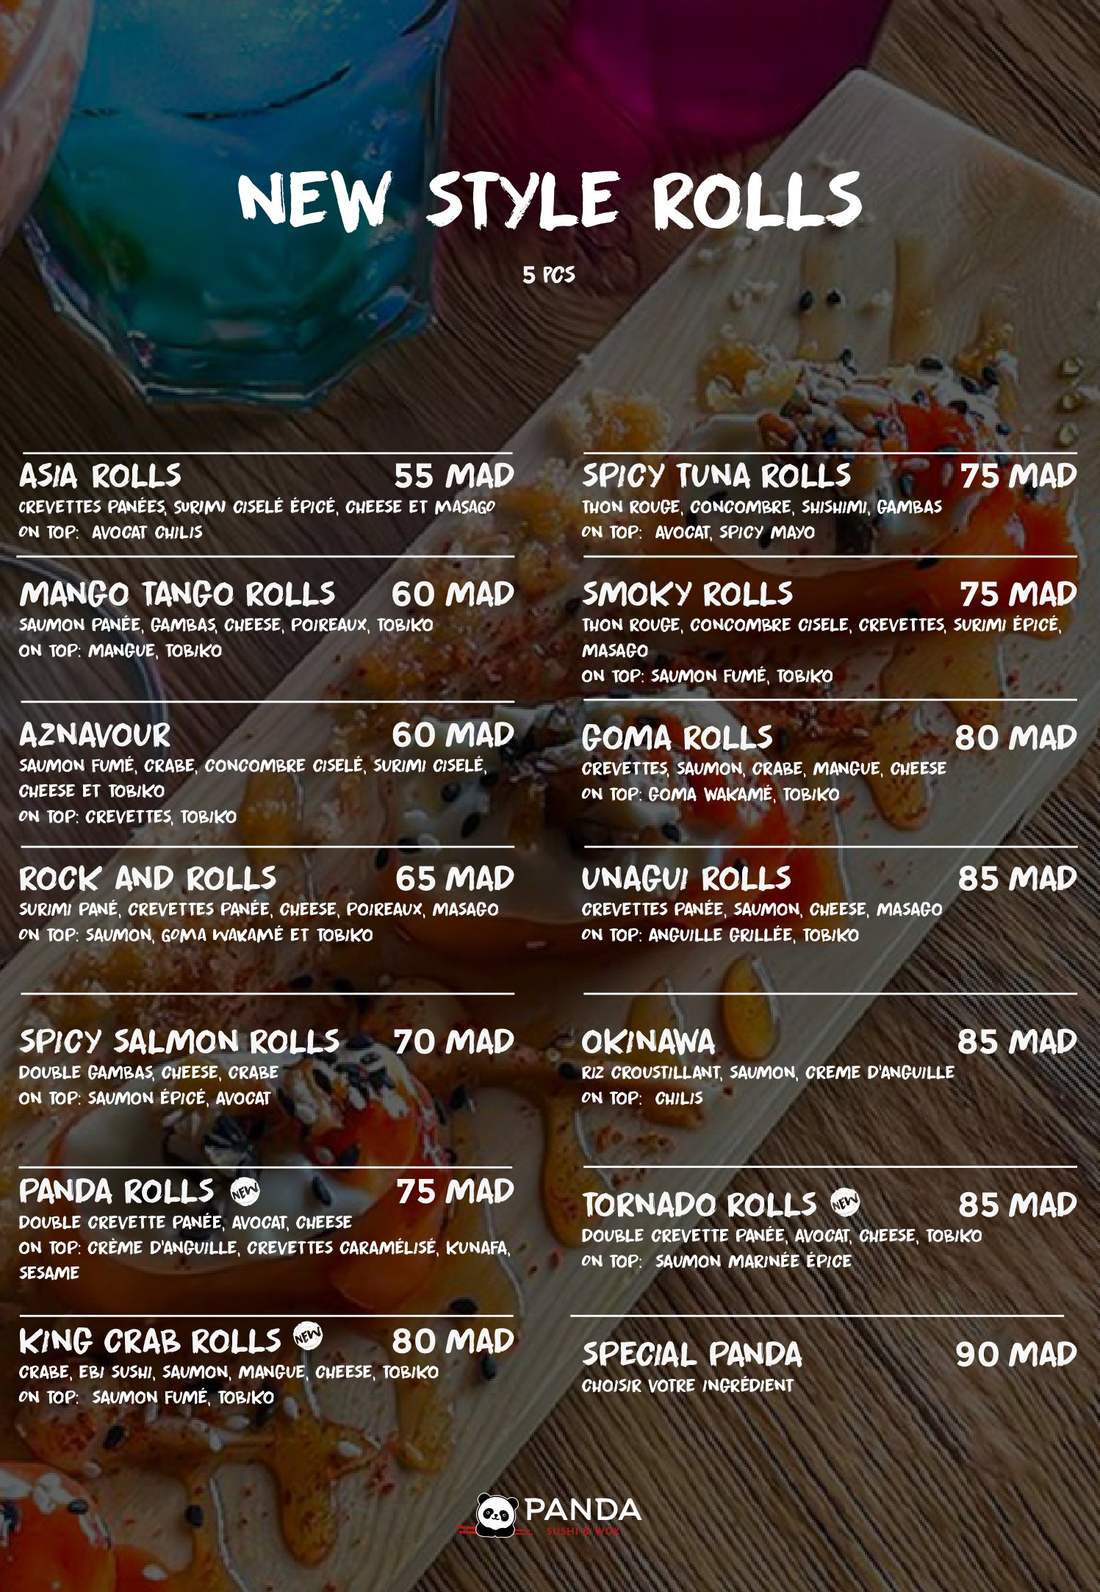 NEW STYLE ROLLS
5 PCS
ASIA ROLLS 55 MAD
CREVETTES PANÉES, SURIMI CISELÉ ÉPICÉ, CHEESE ET MASAGO
ON TOP: AVOCAT CHILIS
MANGO TANGO ROLLS 60 MAD
SAUMON PANÉE, GAMBAS, CHEESE, POIREAUX, TOBIKO
ON TOP: MANGUE, TOBIKO
AZNAVOUR 60 MAD
SAUMON FUMÉ, CRABE, CONCOMBRE CISELÉ, SURIMI CISELÉ,
CHEESE ET TOBIKO
ON TOP: CREVETTES, TOBIKO
ROCK AND ROLLS 65 MAD
SURIMI PANÉ, CREVETTES PANÉE, CHEESE, POIREAUX, MASAGO
ON TOP: SAUMON, GOMA WAKAMÉ ET TOBIKO
SPICY SALMON ROLLS 70 MAD
DOUBLE GAMBAS, CHEESE, CRABE
ON TOP: SAUMON ÉPICÉ, AVOCAT
PANDA ROLLS NEW 75 MAD
DOUBLE CREVETTE PANÉE, AVOCAT, CHEESE
ON TOP: CRÈME D'ANGUILLE, CREVETTES CARAMÉLISÉ, KUNAFA,
SESAME
KING CRAB ROLLS NEW 80 MAD
CRABE, EBI SUSHI, SAUMON, MANGUE, CHEESE, TOBIKO
ON TOP: SAUMON FUMÉ, TOBIKO
SPICY TUNA ROLLS 75 MAD
THON ROUGE, CONCOMBRE, SHISHIMI, GAMBAS
ON TOP: AVOCAT, SPICY MAYO
SMOKY ROLLS 75 MAD
THON ROUGE, CONCOMBRE CISELE, CREVETTES, SURIMI ÉPICÉ,
MASAGO
ON TOP: SAUMON FUMÉ, TOBIKO
GOMA ROLLS 80 MAD
CREVETTES, SAUMON, CRABE, MANGUE, CHEESE
ON TOP: GOMA WAKAMÉ, TOBIKO
UNAGUI ROLLS 85 MAD
CREVETTES PANÉE, SAUMON, CHEESE, MASAGO
ON TOP: ANGUILLE GRILLÉE, TOBIKO
OKINAWA 85 MAD
RIZ CROUSTILLANT, SAUMON, CREME D'ANGUILLE
ON TOP: CHILIS
TORNADO ROLLS NEW 85 MAD
DOUBLE CREVETTE PANÉE, AVOCAT, CHEESE, TOBIKO
ON TOP: SAUMON MARINÉE ÉPICE
SPECIAL PANDA 90 MAD
CHOISIR VOTRE INGRÉDIENT
PANDA
SUSHI & WOK